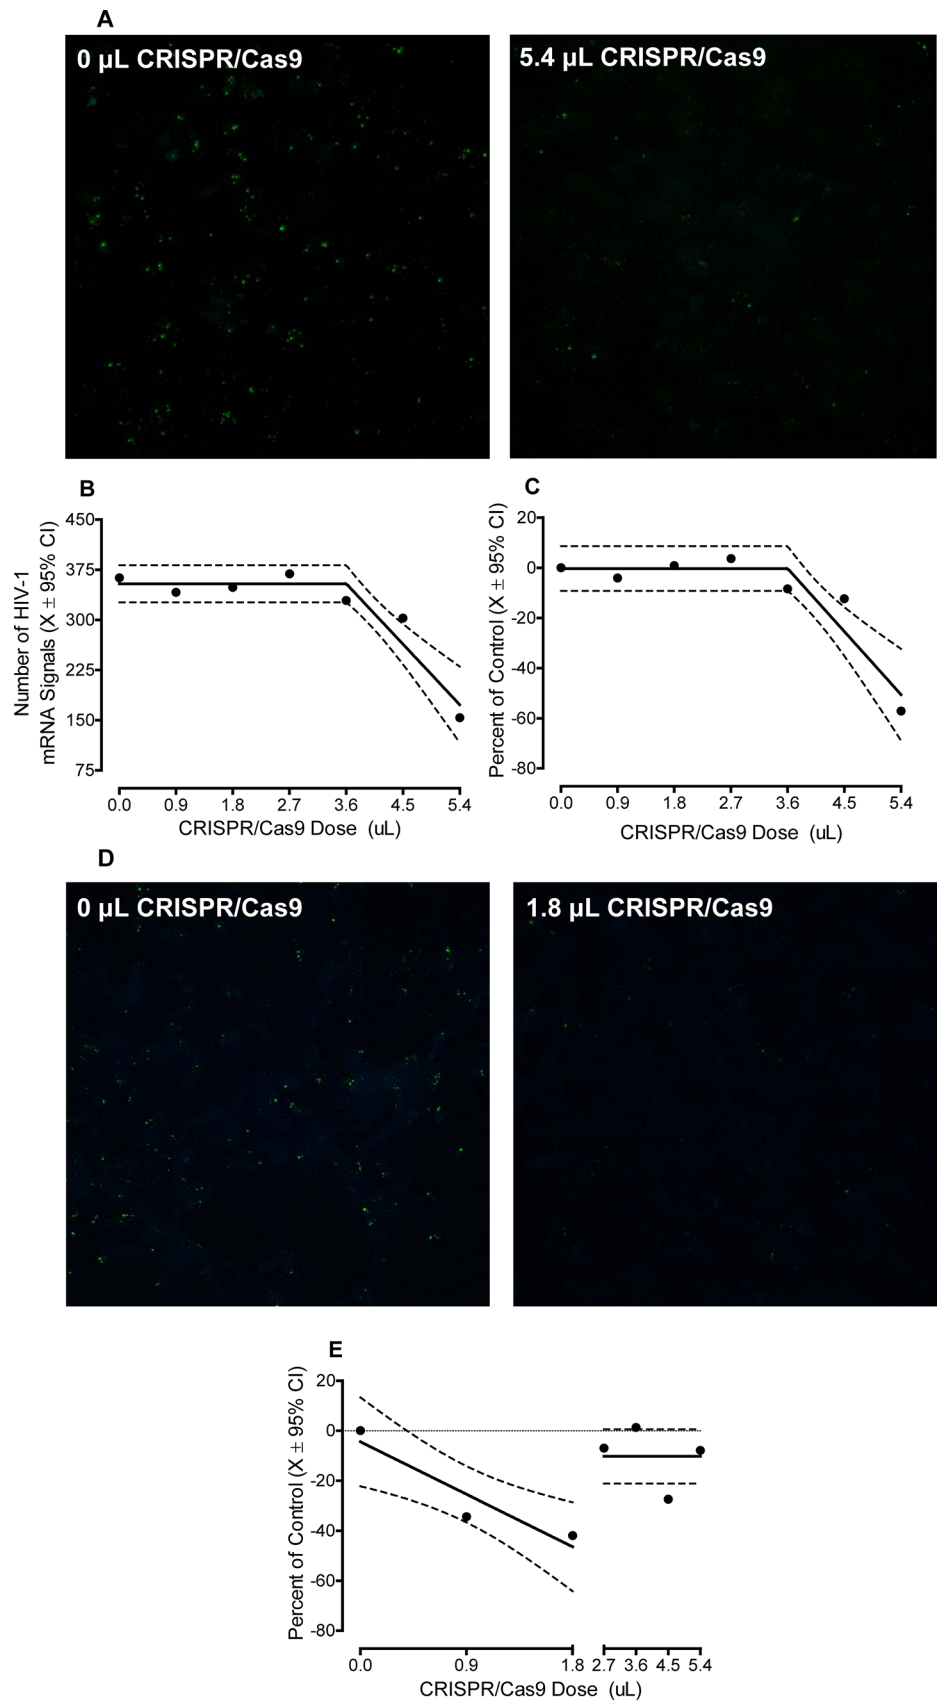 A
0 µL CRISPR/Cas9
5.4 µL CRISPR/Cas9
B
Number of HIV-1
mRNA Signals (X ± 95% CI)
450
375
300
225
150
75
0.0 0.9 1.8 2.7 3.6 4.5 5.4
CRISPR/Cas9 Dose (uL)
C
Percent of Control (X ± 95% CI)
20
0
-20
-40
-60
-80
0.0 0.9 1.8 2.7 3.6 4.5 5.4
CRISPR/Cas9 Dose (uL)
D
0 µL CRISPR/Cas9
1.8 µL CRISPR/Cas9
E
Percent of Control (X ± 95% CI)
20
0
-20
-40
-60
-80
0.0 0.9 1.8 2.7 3.6 4.5 5.4
CRISPR/Cas9 Dose (uL)